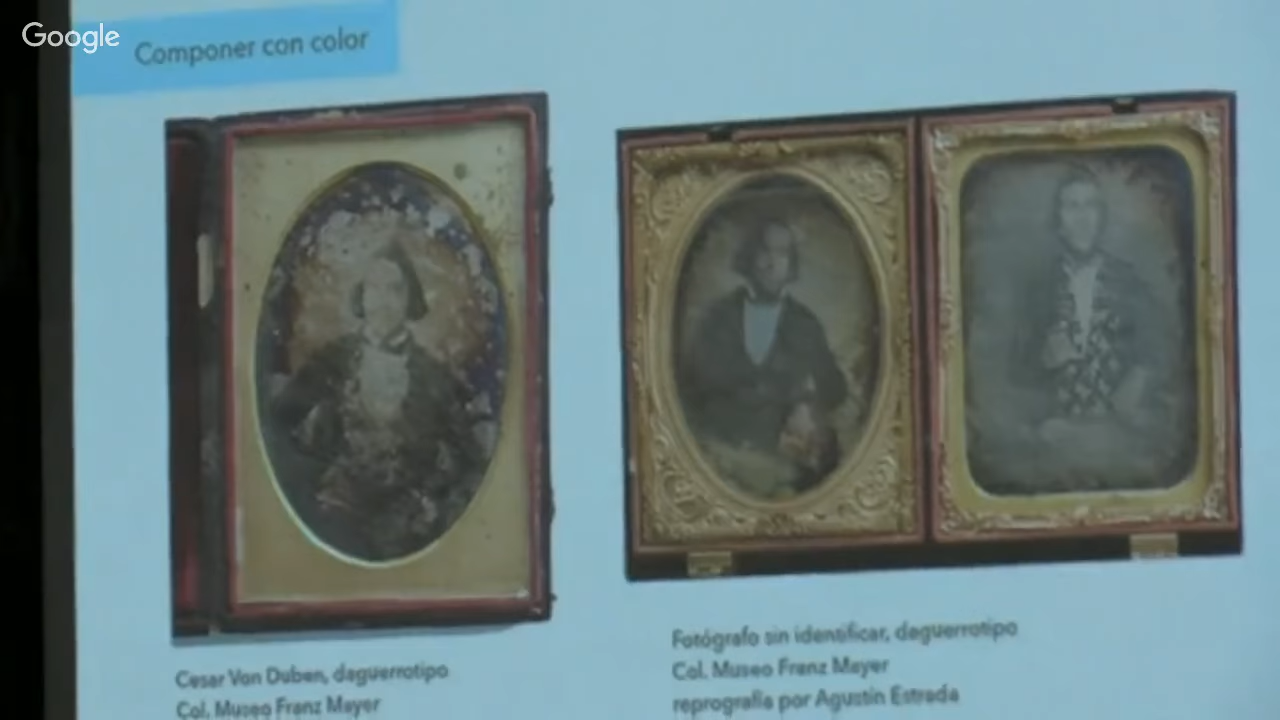 Google
Componer con color
Cesar Von Duben, daguerrotipo
Col. Museo Franz Mayer
Fotógrafo sin identificar, daguerrotipo
Col. Museo Franz Mayer
reprografía por Agustín Estrada